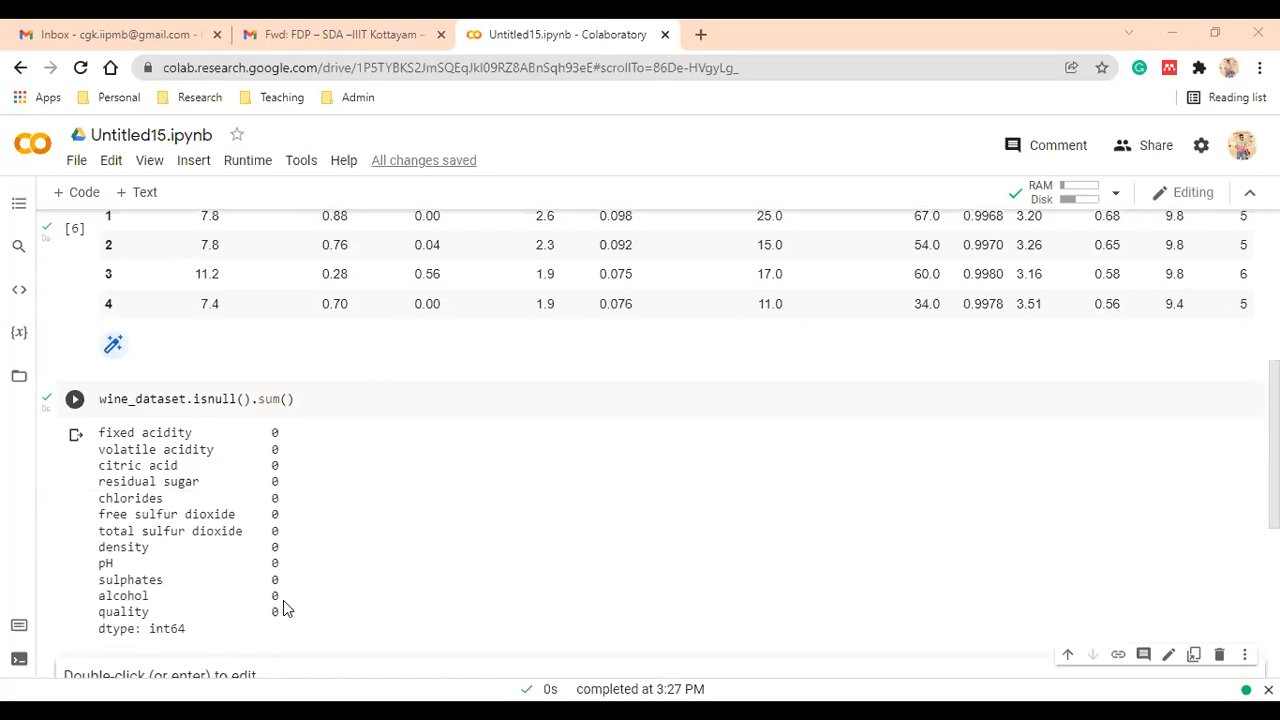 Inbox - cgk.iipmb@gmail.com -
Fwd: FDP – SDA –IIIT Kottayam –
Untitled15.ipynb - Colaboratory
colab.research.google.com/drive/1P5TYBKS2JmSQEqJkI09RZ8ABnSqh93eE#scrollTo=86De-HVgyLg_
Apps Personal Research Teaching Admin Reading list
CO Untitled15.ipynb
File Edit View Insert Runtime Tools Help All changes saved
Comment Share
+ Code + Text
RAM
Disk
Editing
[6]
0s
1 7.8 0.88 0.00 2.6 0.098 25.0 67.0 0.9968 3.20 0.68 9.8 5
2 7.8 0.76 0.04 2.3 0.092 15.0 54.0 0.9970 3.26 0.65 9.8 5
3 11.2 0.28 0.56 1.9 0.075 17.0 60.0 0.9980 3.16 0.58 9.8 6
4 7.4 0.70 0.00 1.9 0.076 11.0 34.0 0.9978 3.51 0.56 9.4 5
{x}
0s
wine_dataset.isnull().sum()
fixed acidity 0
volatile acidity 0
citric acid 0
residual sugar 0
chlorides 0
free sulfur dioxide 0
total sulfur dioxide 0
density 0
pH 0
sulphates 0
alcohol 0
quality 0
dtype: int64
Double-click (or enter) to edit
0s completed at 3:27 PM